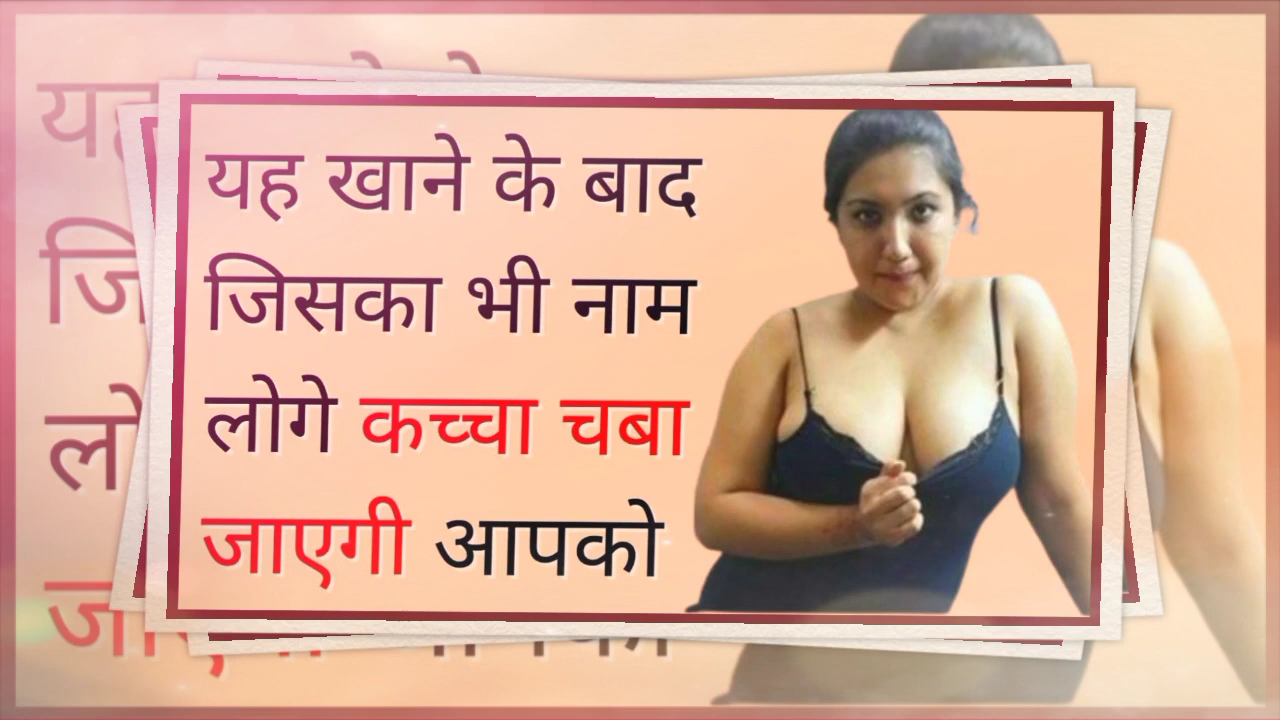 यह खाने के बाद
जिसका भी नाम
लोगे कच्चा चबा
जाएगी आपको